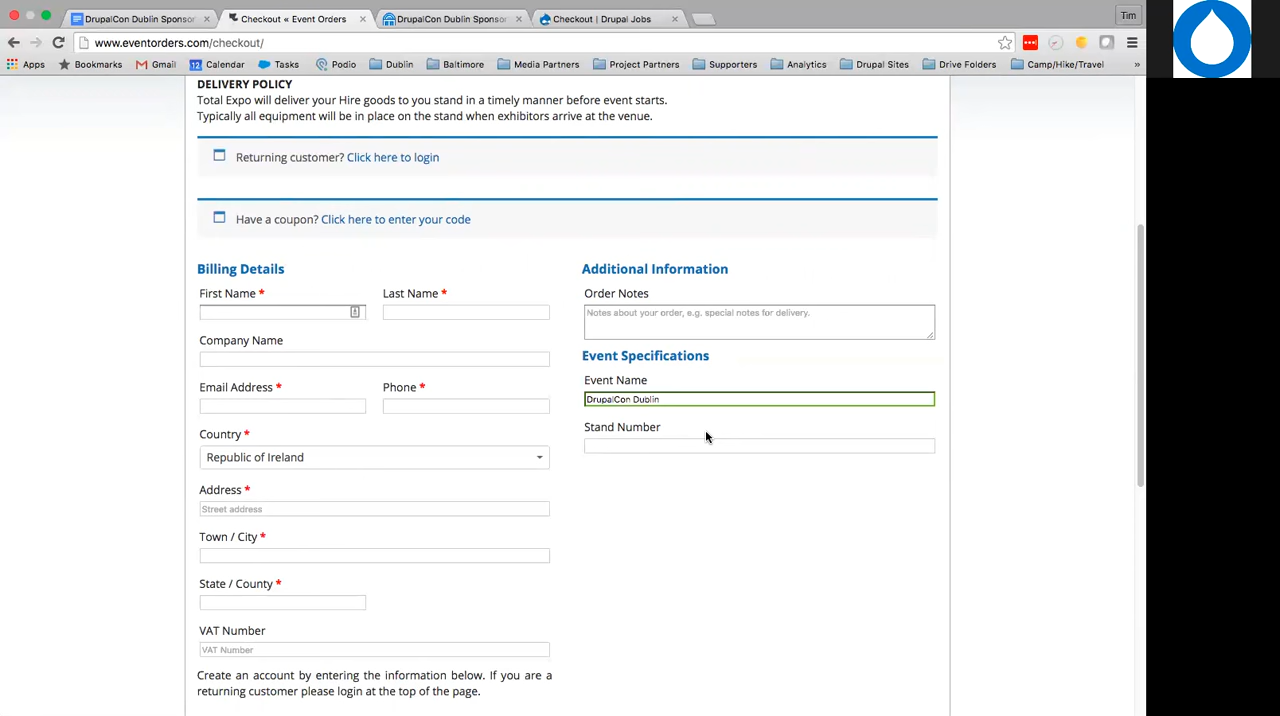 DrupalCon Dublin Sponsor
Checkout « Event Orders
DrupalCon Dublin Sponsor
Checkout | Drupal Jobs
Tim
www.eventorders.com/checkout/
Apps Bookmarks Gmail 12 Calendar Tasks Podio Dublin Baltimore Media Partners Project Partners Supporters Analytics Drupal Sites Drive Folders Camp/Hike/Travel »
DELIVERY POLICY
Total Expo will deliver your Hire goods to you stand in a timely manner before event starts.
Typically all equipment will be in place on the stand when exhibitors arrive at the venue.
Returning customer? Click here to login
Have a coupon? Click here to enter your code
Billing Details
First Name * Last Name *
Company Name
Email Address * Phone *
Country *
Republic of Ireland
Address *
Street address
Town / City *
State / County *
VAT Number
VAT Number
Create an account by entering the information below. If you are a
returning customer please login at the top of the page.
Additional Information
Order Notes
Notes about your order, e.g. special notes for delivery.
Event Specifications
Event Name
DrupalCon Dublin
Stand Number